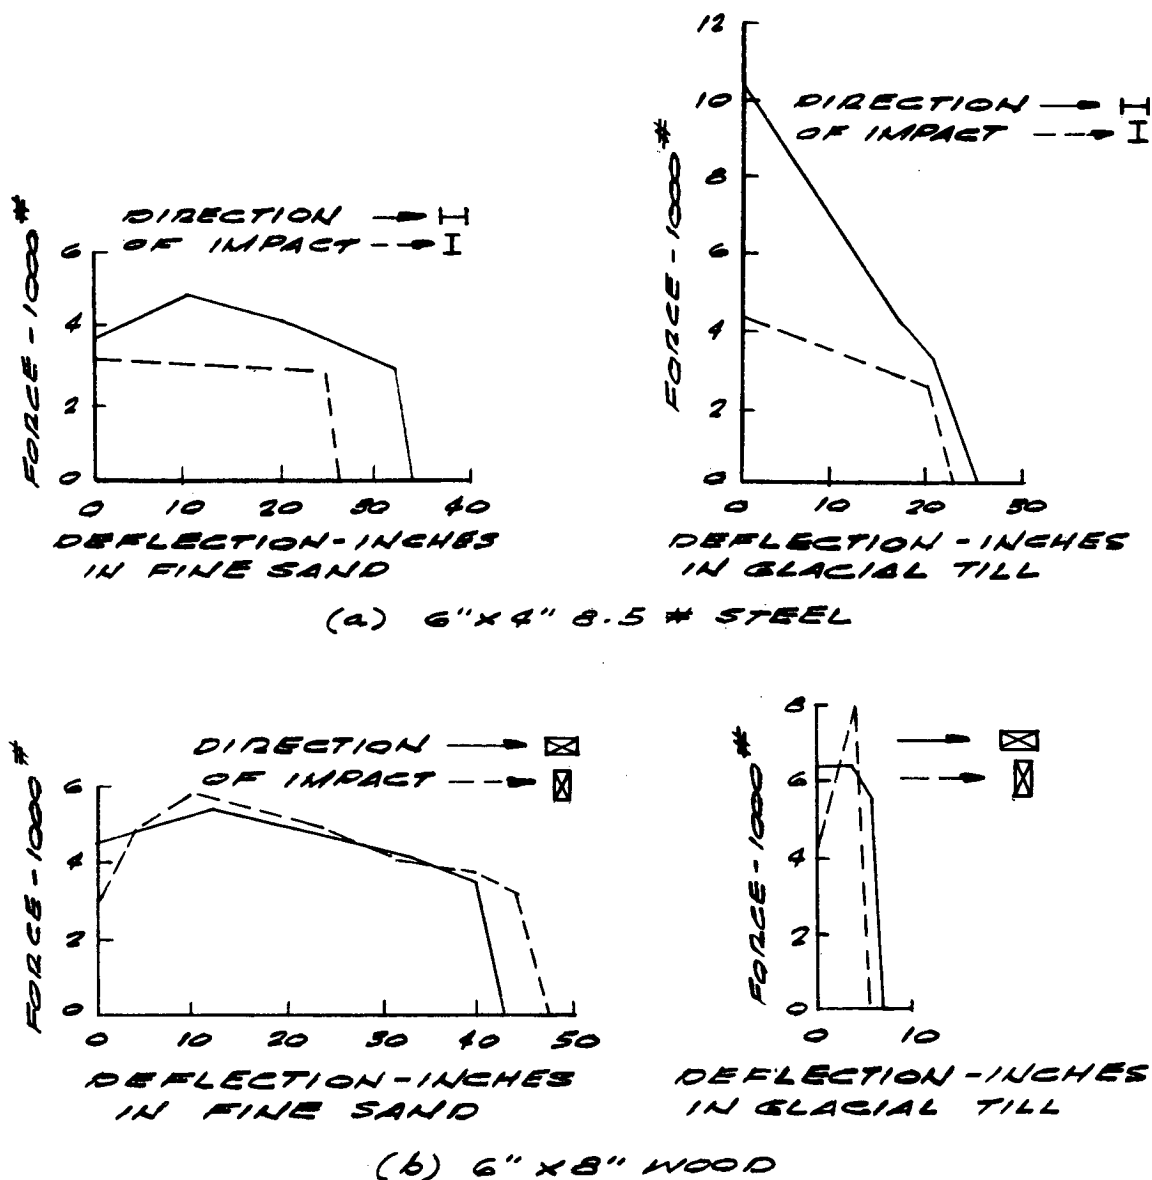 DIRECTION
OF IMPACT
FORCE - 1000#
6
4
2
0
0 10 20 30 40
DEFLECTION-INCHES
IN FINE SAND
12
10
8
6
4
2
0
DIRECTION
OF IMPACT
FORCE - 1000#
0 10 20 30
DEFLECTION - INCHES
IN GLACIAL TILL
(a) 6"x4" 8.5 # STEEL
DIRECTION
OF IMPACT
FORCE - 1000#
6
4
2
0
0 10 20 30 40 50
DEFLECTION-INCHES
IN FINE SAND
8
6
4
2
0
FORCE - 1000#
0 10
DEFLECTION - INCHES
IN GLACIAL TILL
(b) 6" x 8" WOOD